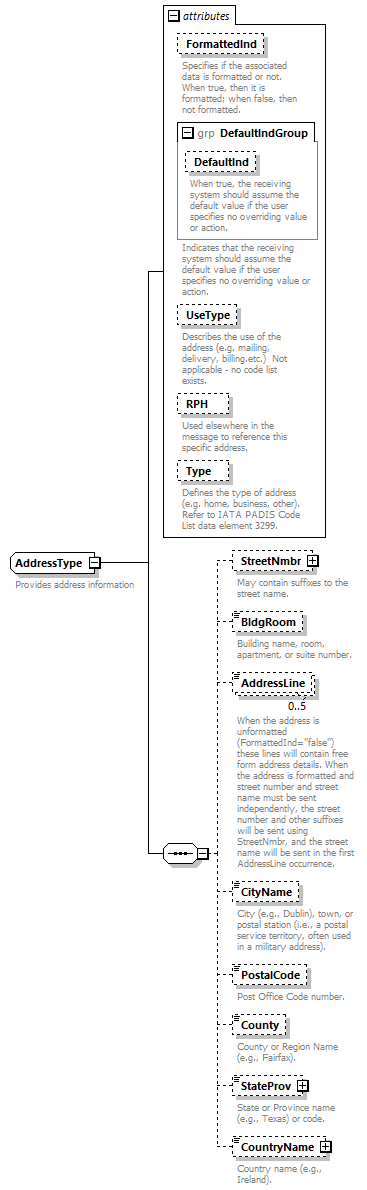 attributes
FormattedInd
Specifies if the associated
data is formatted or not.
When true, then it is
formatted; when false, then
not formatted.
grp DefaultIndGroup
DefaultInd
When true, the receiving
system should assume the
default value if the user
specifies no overriding value
or action.
Indicates that the receiving
system should assume the
default value if the user
specifies no overriding value or
action.
UseType
Describes the use of the
address (e.g. mailing,
delivery, billing.etc.)  Not
applicable - no code list
exists.
RPH
Used elsewhere in the
message to reference this
specific address.
Type
Defines the type of address
(e.g. home, business, other).
Refer to IATA PADIS Code
List data element 3299.
AddressType
Provides address information
StreetNmbr
May contain suffixes to the
street name.
BldgRoom
Building name, room,
apartment, or suite number.
AddressLine
0..5
When the address is
unformatted
(FormattedInd="false")
these lines will contain free
form address details. When
the address is formatted and
street number and street
name must be sent
independently, the street
number and other suffixes
will be sent using
StreetNmbr, and the street
name will be sent in the first
AddressLine occurrence.
CityName
City (e.g., Dublin), town, or
postal station (i.e., a postal
service territory, often used
in a military address).
PostalCode
Post Office Code number.
County
County or Region Name
(e.g., Fairfax).
StateProv
State or Province name
(e.g., Texas) or code.
CountryName
Country name (e.g.,
Ireland).